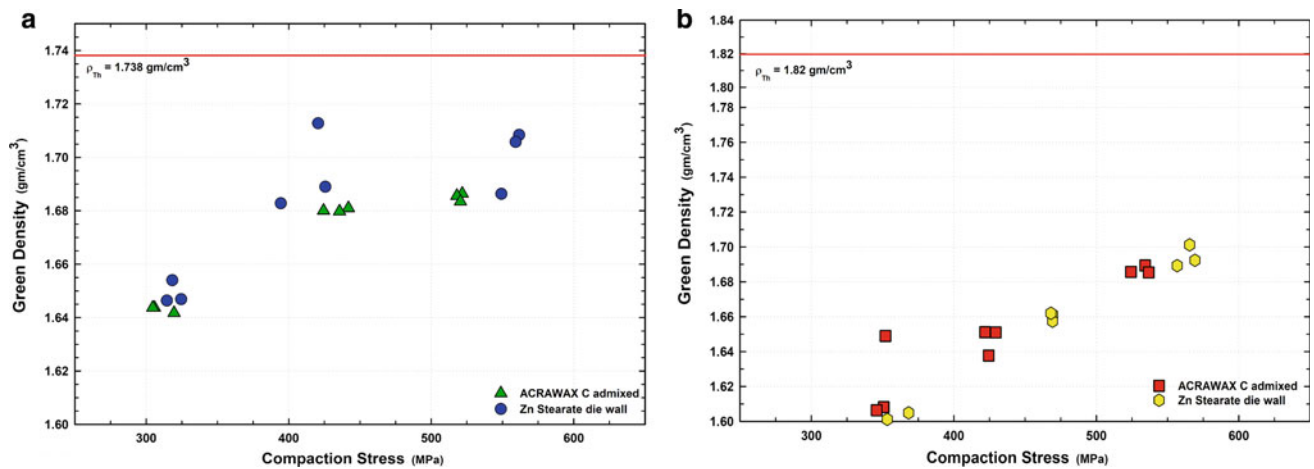 a
1.74
ρTh = 1.738 gm/cm3
1.72
1.70
1.68
1.66
1.64
1.62
1.60
Green Density (gm/cm3)
ACRAWAX C admixed
Zn Stearate die wall
300 400 500 600
Compaction Stress (MPa)
b
1.84
1.82
ρTh = 1.82 gm/cm3
1.80
1.78
1.76
1.74
1.72
1.70
1.68
1.66
1.64
1.62
1.60
Green Density (gm/cm3)
ACRAWAX C admixed
Zn Stearate die wall
300 400 500 600
Compaction Stress (MPa)